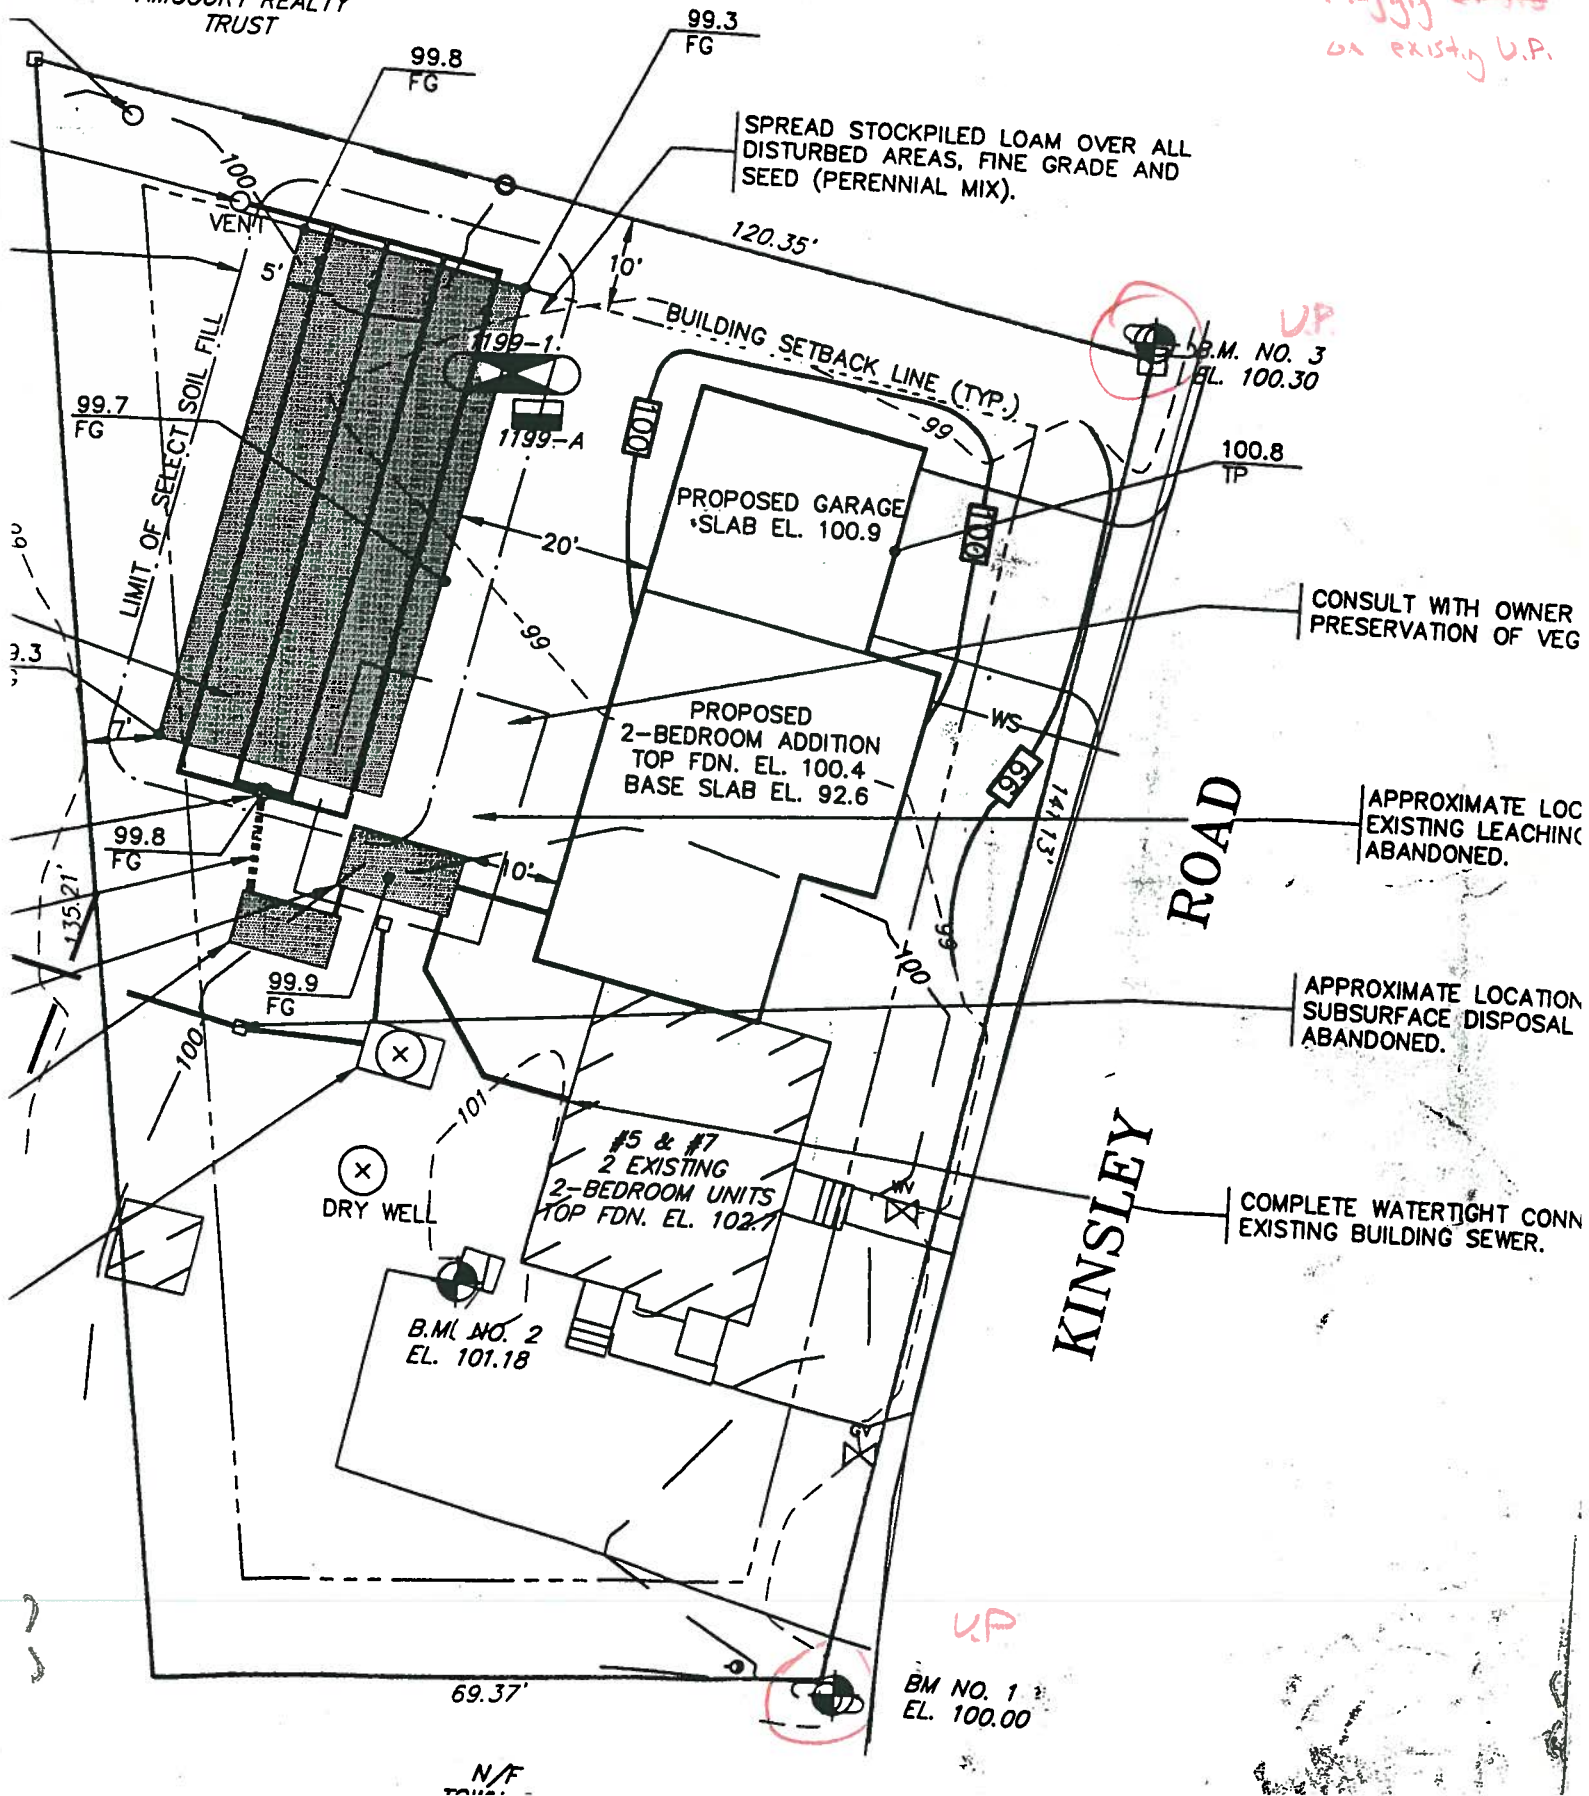 REALTY
TRUST
99.3
FG
on existing U.P.
99.8
FG
SPREAD STOCKPILED LOAM OVER ALL
DISTURBED AREAS, FINE GRADE AND
SEED (PERENNIAL MIX).
100
VENT
120.35'
5'
10'
BUILDING SETBACK LINE (TYP.)
U.P.
B.M. NO. 3
EL. 100.30
1199-1
99.7
FG
1199-A
100
99
100.8
TP
LIMIT OF SELECT SOIL FILL
PROPOSED GARAGE
SLAB EL. 100.9
100
20'
CONSULT WITH OWNER
PRESERVATION OF VEG
99
9.3
7'
PROPOSED
2-BEDROOM ADDITION
TOP FDN. EL. 100.4
BASE SLAB EL. 92.6
WS
99
141.13'
ROAD
APPROXIMATE LOC
EXISTING LEACHING
ABANDONED.
99.8
FG
10'
135.21'
99
100
99.9
FG
APPROXIMATE LOCATION
SUBSURFACE DISPOSAL
ABANDONED.
100
101
#5 & #7
2 EXISTING
2-BEDROOM UNITS
TOP FDN. EL. 102.7
KINSLEY
WV
DRY WELL
COMPLETE WATERTIGHT CONN
EXISTING BUILDING SEWER.
B.M. NO. 2
EL. 101.18
GV
U.P
69.37'
BM NO. 1
EL. 100.00
N/F